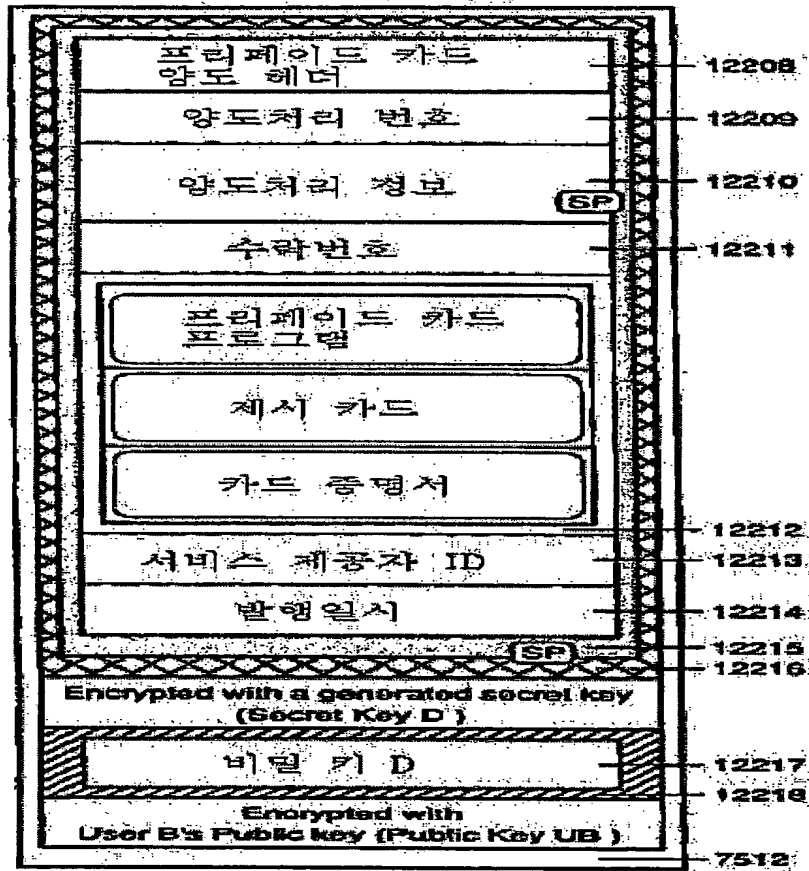 프리페이드 카드
양도 헤더
12208
양도처리 번호
12209
양도처리 정보
12210
SP
수락번호
12211
프리페이드 카드
프로그램
제시 카드
카드 증명서
12212
서비스 제공자 ID
12213
발행일시
12214
12215
SP
12216
Encrypted with a generated secret key
(Secret Key D )
비밀 키 D
12217
12218
Encrypted with
User B's Public key (Public Key UB )
7512